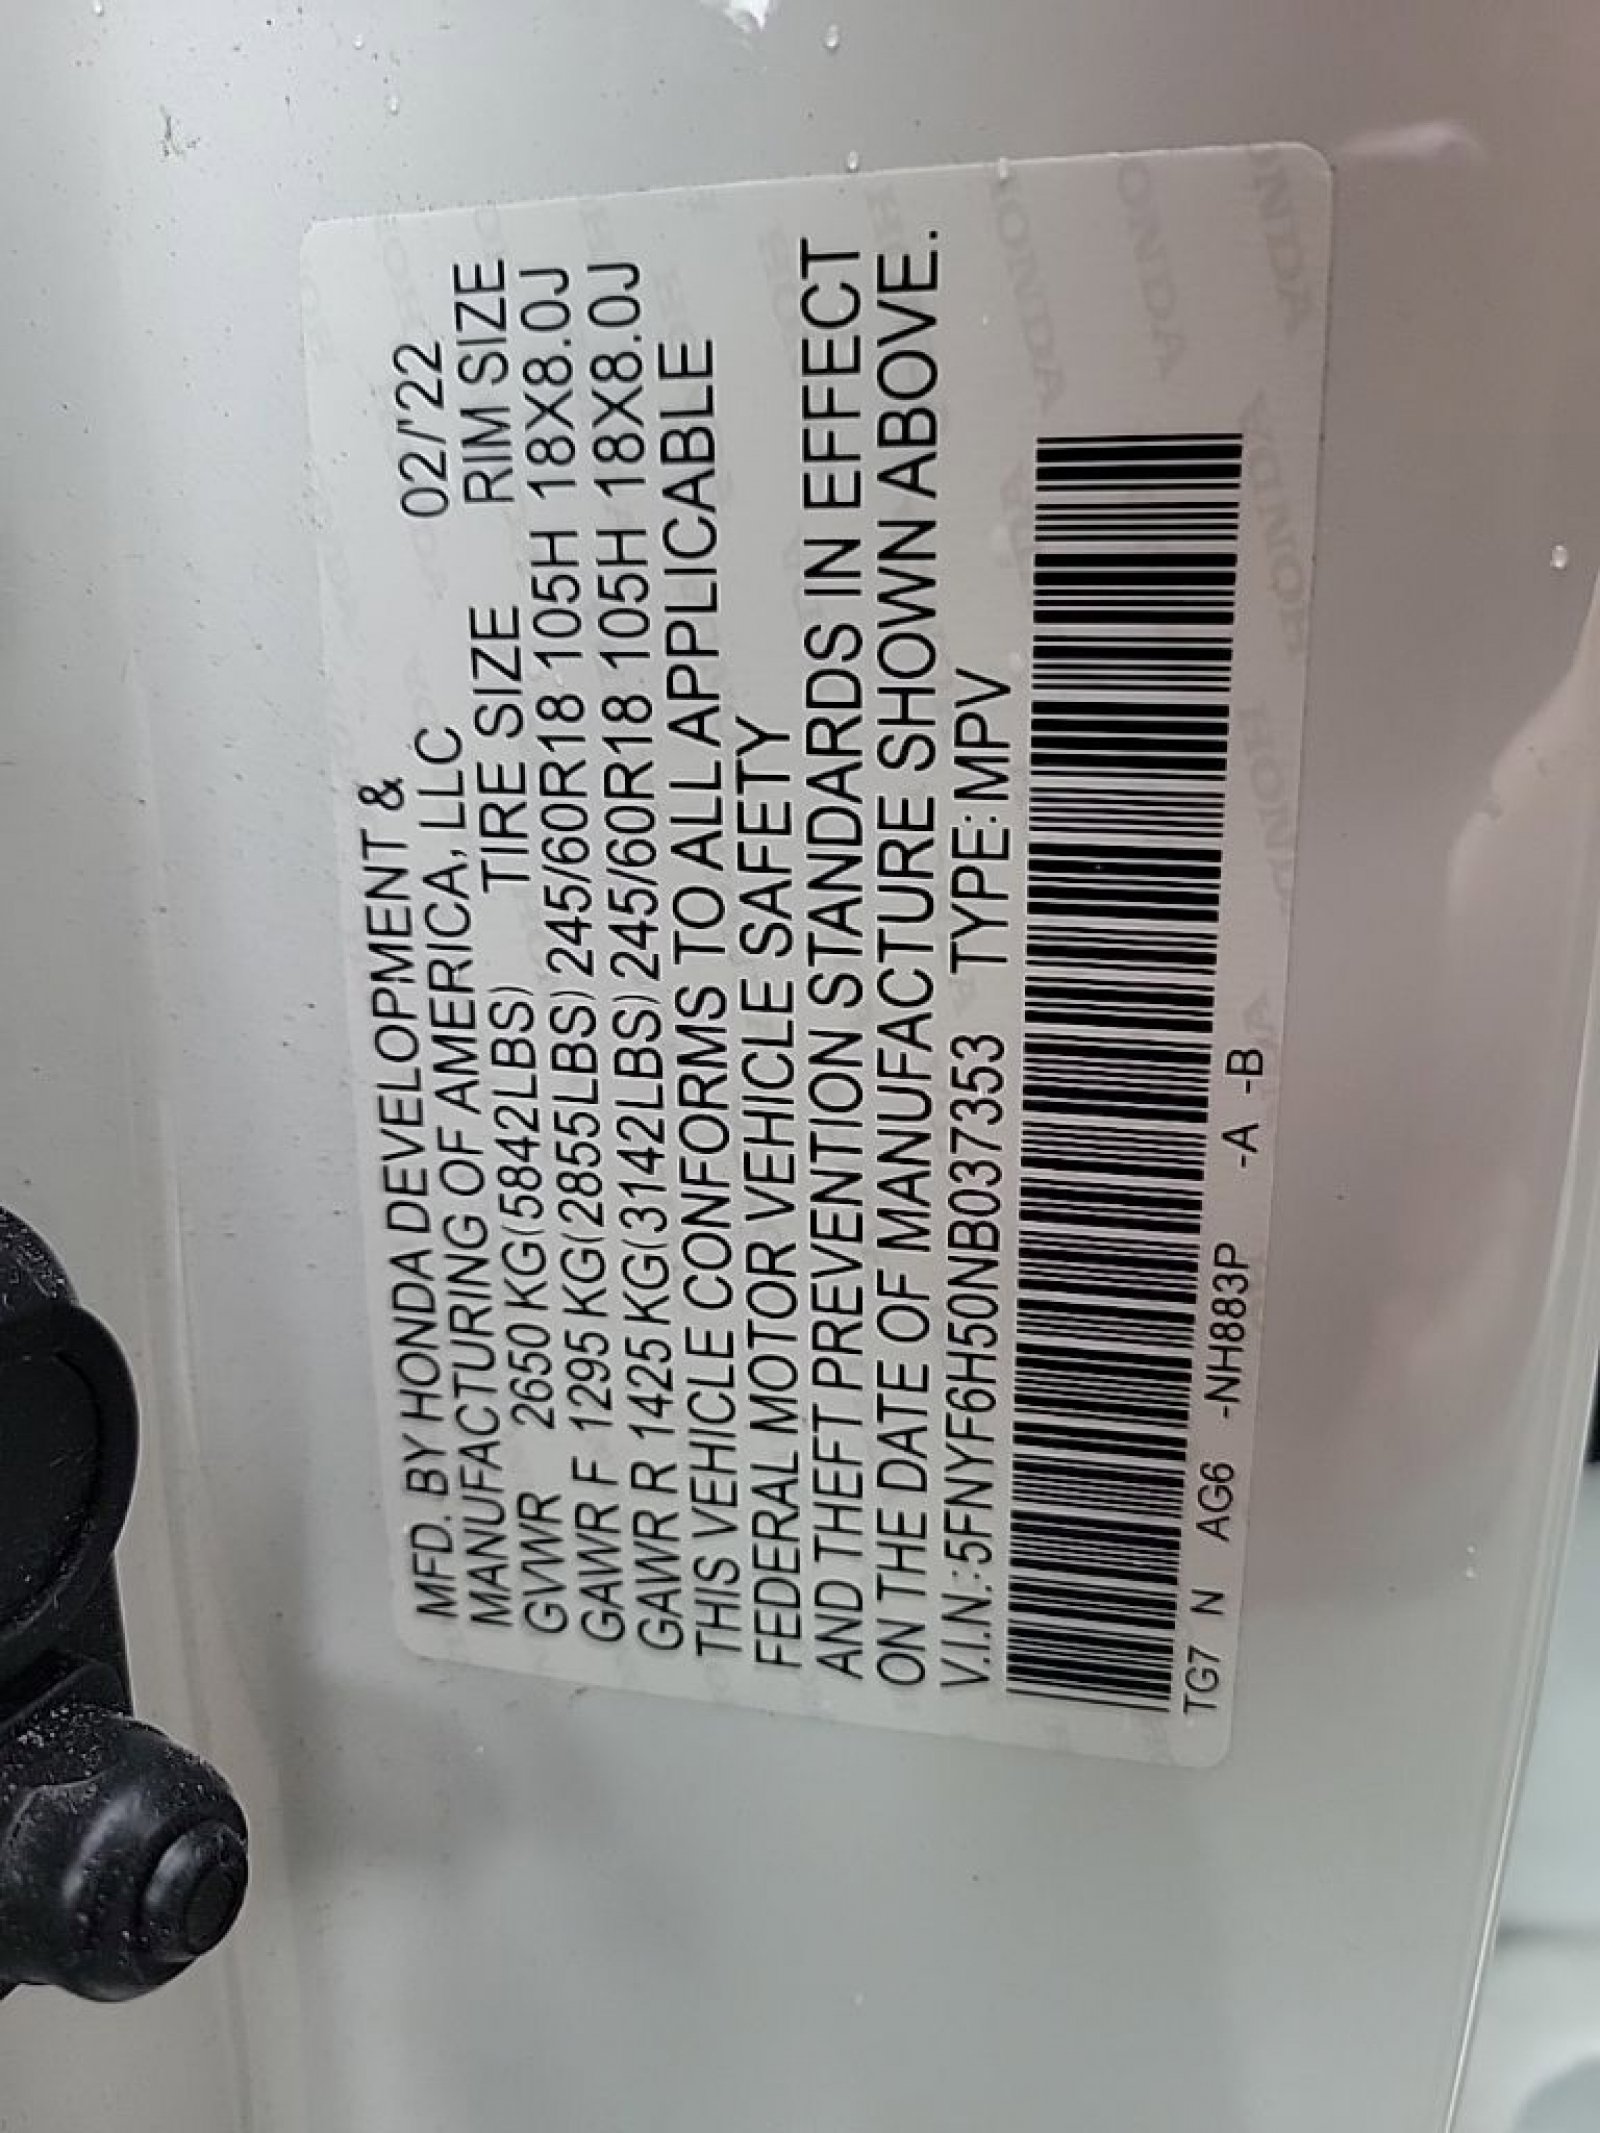 MFD. BY HONDA DEVELOPMENT &
MANUFACTURING OF AMERICA, LLC 02/'22
GVWR 2650 KG(5842LBS) TIRE SIZE RIM SIZE
GAWR F 1295 KG(2855LBS) 245/60R18 105H 18X8.0J
GAWR R 1425 KG(3142LBS) 245/60R18 105H 18X8.0J
THIS VEHICLE CONFORMS TO ALL APPLICABLE
FEDERAL MOTOR VEHICLE SAFETY
AND THEFT PREVENTION STANDARDS IN EFFECT
ON THE DATE OF MANUFACTURE SHOWN ABOVE.
V.I.N.:5FNYF6H50NB037353 TYPE:MPV
TG7 N AG6 -NH883P -A -B